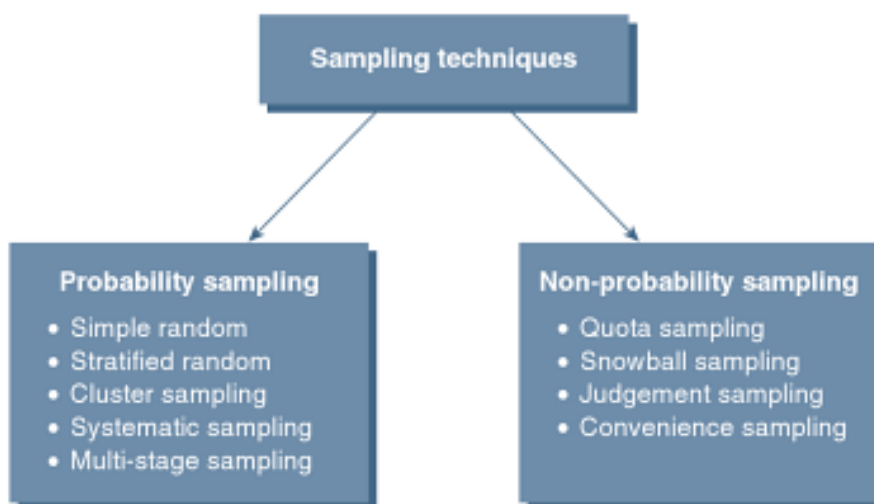 Sampling techniques
Probability sampling
• Simple random
• Stratified random
• Cluster sampling
• Systematic sampling
• Multi-stage sampling
Non-probability sampling
• Quota sampling
• Snowball sampling
• Judgement sampling
• Convenience sampling